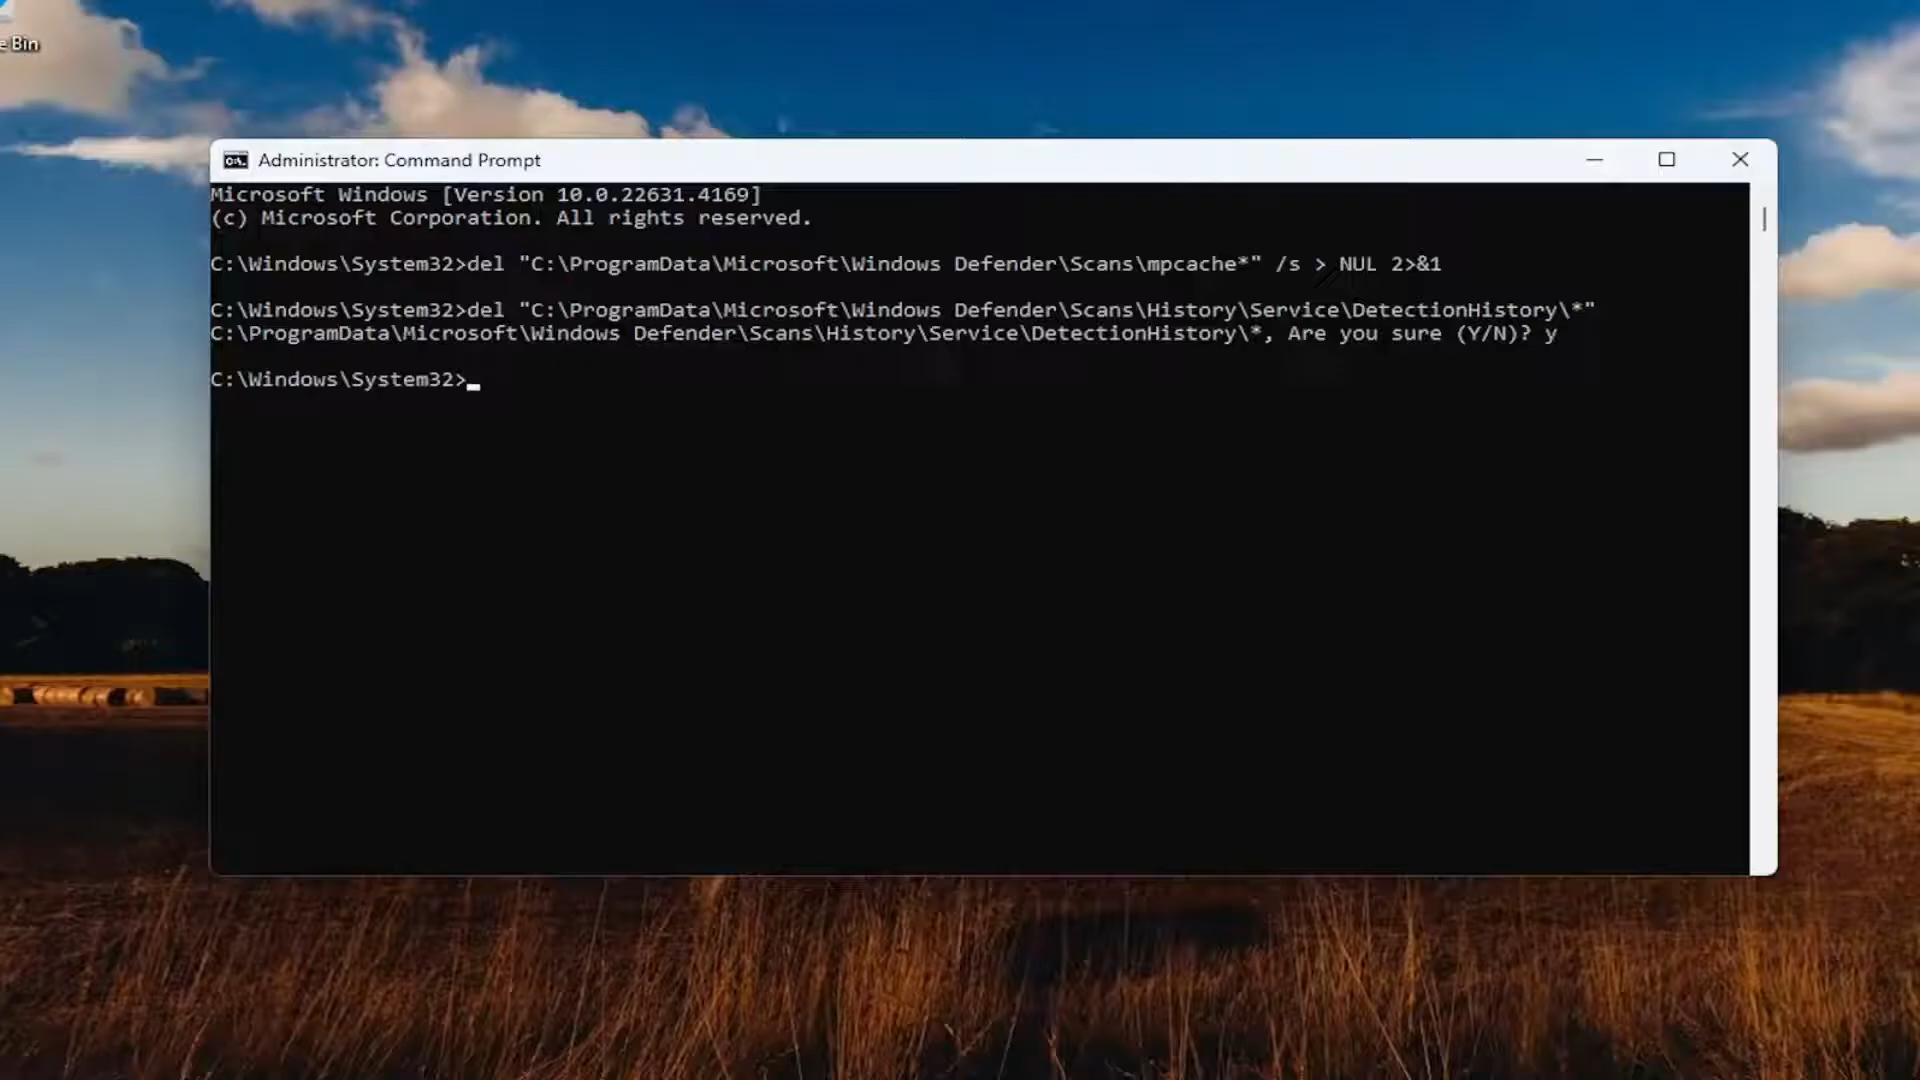 e Bin
Administrator: Command Prompt
Microsoft Windows [Version 10.0.22631.4169]
(c) Microsoft Corporation. All rights reserved.
C:\Windows\System32>del "C:\ProgramData\Microsoft\Windows Defender\Scans\mpcache*" /s > NUL 2>&1
C:\Windows\System32>del "C:\ProgramData\Microsoft\Windows Defender\Scans\History\Service\DetectionHistory\*"
C:\ProgramData\Microsoft\Windows Defender\Scans\History\Service\DetectionHistory\*, Are you sure (Y/N)? y
C:\Windows\System32>